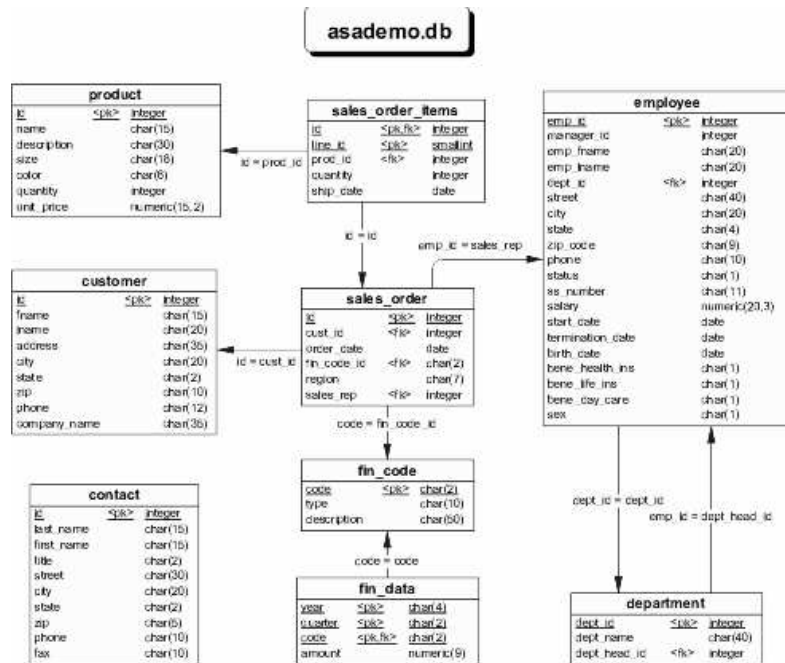 asademo.db
product
id <pk> integer
name char(15)
description char(30)
size char(18)
color char(6)
quantity integer
unit_price numeric(15,2)
id = prod_id
sales_order_items
id <pk,fk> integer
line_id <pk> smallint
prod_id <fk> integer
quantity integer
ship_date date
id = id
emp_id = sales_rep
employee
emp_id <pk> integer
manager_id integer
emp_fname char(20)
emp_lname char(20)
dept_id <fk> integer
street char(40)
city char(20)
state char(4)
zip_code char(9)
phone char(10)
status char(1)
ss_number char(11)
salary numeric(20,3)
start_date date
termination_date date
birth_date date
bene_health_ins char(1)
bene_life_ins char(1)
bene_day_care char(1)
sex char(1)
customer
id <pk> integer
fname char(15)
lname char(20)
address char(35)
city char(20)
state char(2)
zip char(10)
phone char(12)
company_name char(35)
id = cust_id
sales_order
id <pk> integer
cust_id <fk> integer
order_date date
fin_code_id <fk> char(2)
region char(7)
sales_rep <fk> integer
code = fin_code_id
fin_code
code <pk> char(2)
type char(10)
description char(50)
code = code
contact
id <pk> integer
last_name char(15)
first_name char(15)
title char(2)
street char(30)
city char(20)
state char(2)
zip char(5)
phone char(10)
fax char(10)
fin_data
year <pk> char(4)
quarter <pk> char(2)
code <pk,fk> char(2)
amount numeric(9)
dept_id = dept_id
emp_id = dept_head_id
department
dept_id <pk> integer
dept_name char(40)
dept_head_id <fk> integer